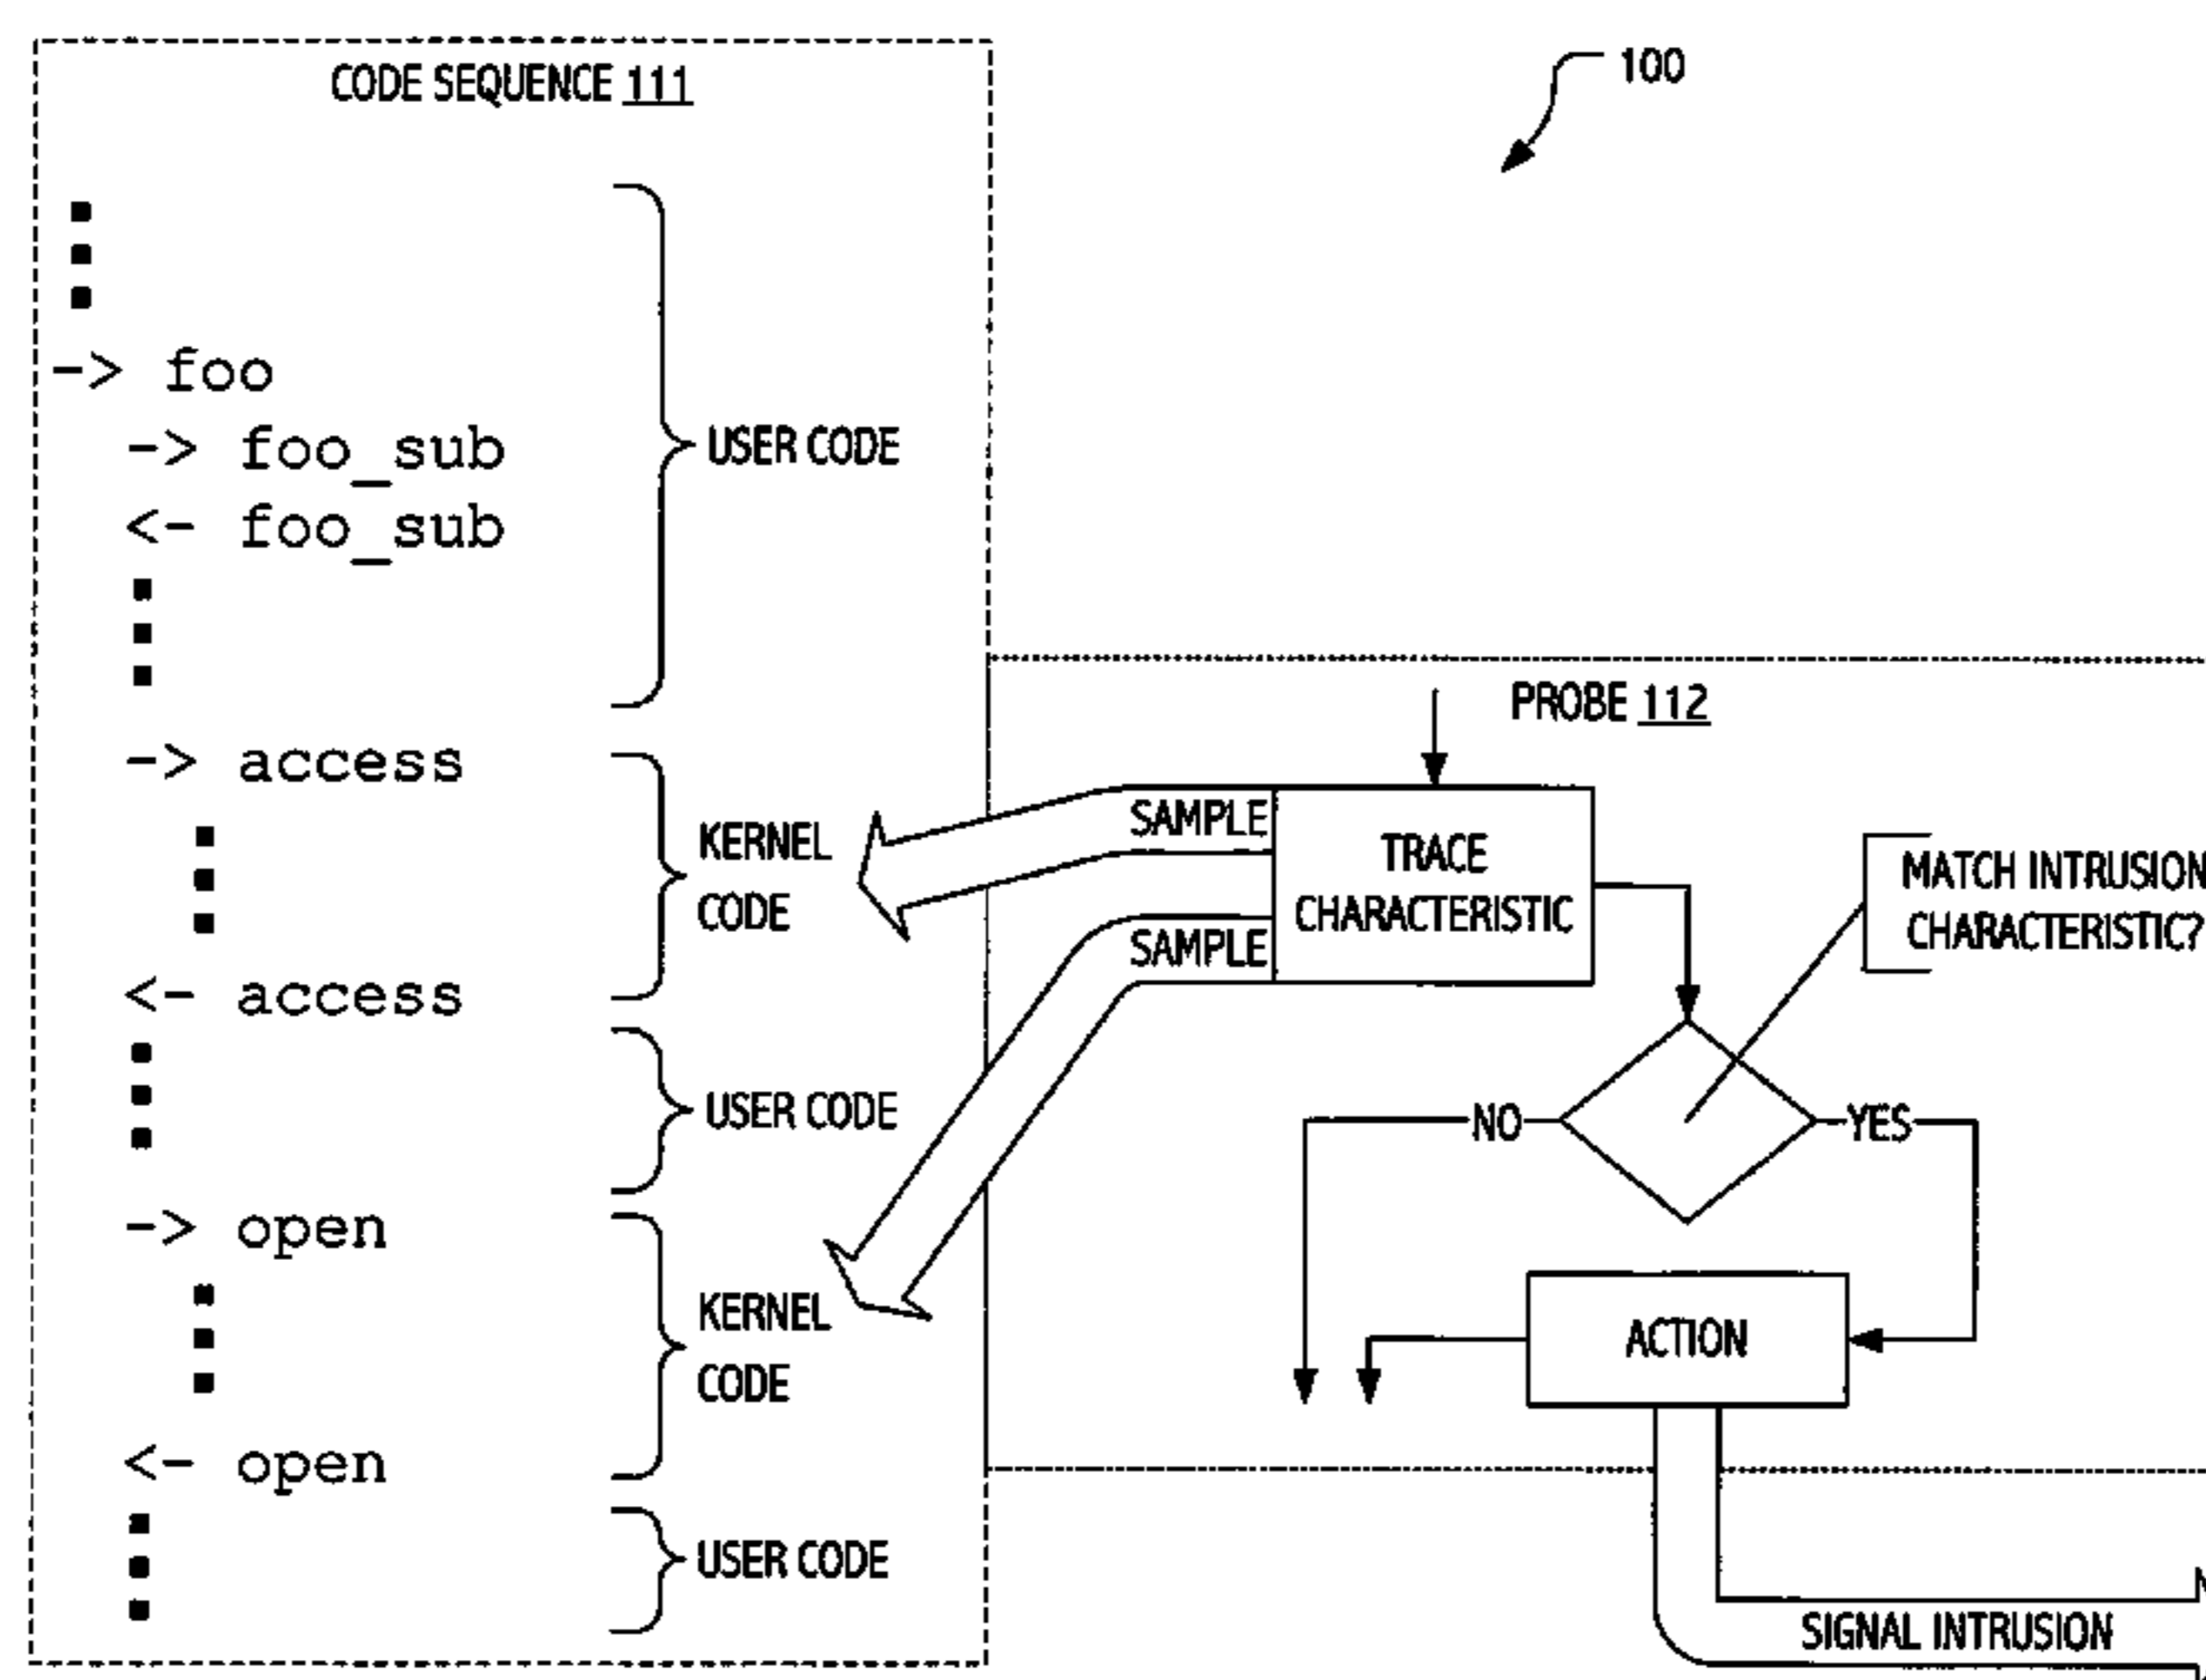 CODE SEQUENCE 111
100
-> foo
-> foo_sub
<- foo_sub
USER CODE
-> access
KERNEL
CODE
<- access
USER CODE
-> open
KERNEL
CODE
<- open
USER CODE
PROBE 112
SAMPLE
SAMPLE
TRACE
CHARACTERISTIC
MATCH INTRUSION
CHARACTERISTIC?
NO
YES
ACTION
SIGNAL INTRUSION